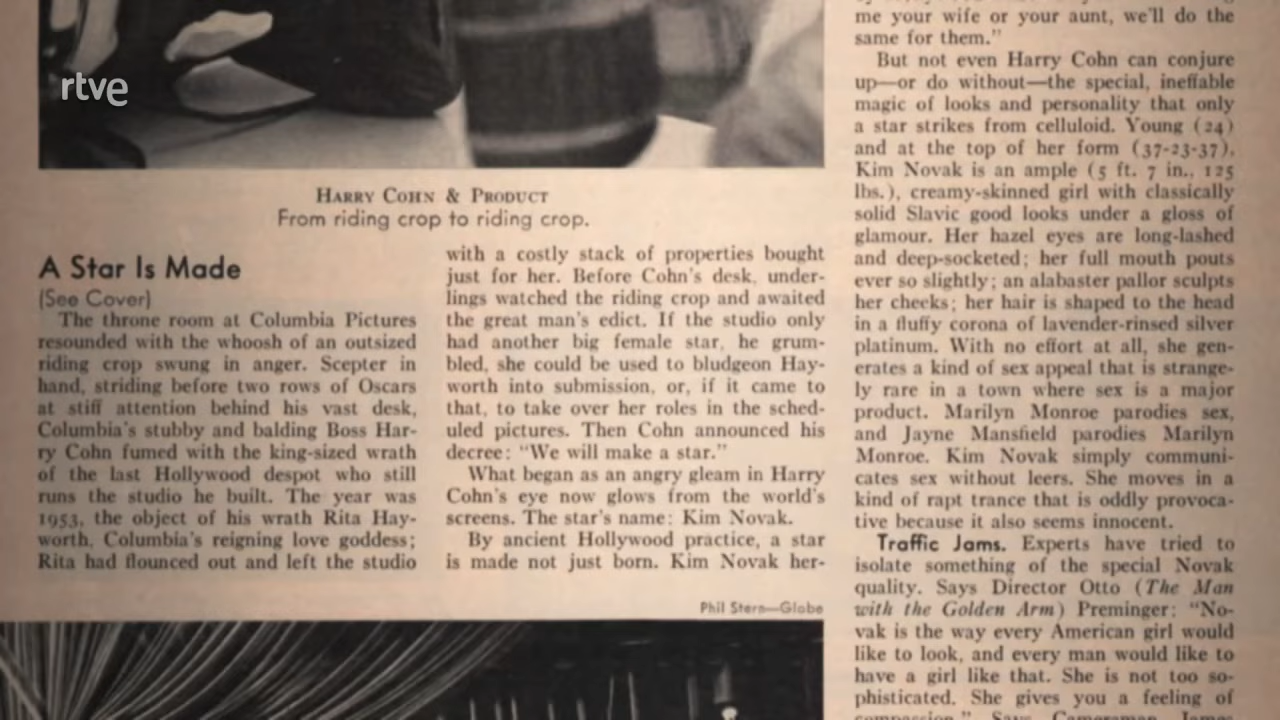 rtve
HARRY COHN & PRODUCT
From riding crop to riding crop.
A Star Is Made
(See Cover)
The throne room at Columbia Pictures
resounded with the whoosh of an outsized
riding crop swung in anger. Scepter in
hand, striding before two rows of Oscars
at stiff attention behind his vast desk,
Columbia's stubby and balding Boss Har-
ry Cohn fumed with the king-sized wrath
of the last Hollywood despot who still
runs the studio he built. The year was
1953, the object of his wrath Rita Hay-
worth, Columbia's reigning love goddess;
Rita had flounced out and left the studio
with a costly stack of properties bought
just for her. Before Cohn's desk, under-
lings watched the riding crop and awaited
the great man's edict. If the studio only
had another big female star, he grum-
bled, she could be used to bludgeon Hay-
worth into submission, or, if it came to
that, to take over her roles in the sched-
uled pictures. Then Cohn announced his
decree: "We will make a star."
What began as an angry gleam in Harry
Cohn's eye now glows from the world's
screens. The star's name: Kim Novak.
By ancient Hollywood practice, a star
is made not just born. Kim Novak her-
Phil Stern—Globe
me your wife or your aunt, we'll do the
same for them."
But not even Harry Cohn can conjure
up—or do without—the special, ineffable
magic of looks and personality that only
a star strikes from celluloid. Young (24)
and at the top of her form (37-23-37),
Kim Novak is an ample (5 ft. 7 in., 125
lbs.), creamy-skinned girl with classically
solid Slavic good looks under a gloss of
glamour. Her hazel eyes are long-lashed
and deep-socketed; her full mouth pouts
ever so slightly; an alabaster pallor sculpts
her cheeks; her hair is shaped to the head
in a fluffy corona of lavender-rinsed silver
platinum. With no effort at all, she gen-
erates a kind of sex appeal that is strange-
ly rare in a town where sex is a major
product. Marilyn Monroe parodies sex,
and Jayne Mansfield parodies Marilyn
Monroe. Kim Novak simply communi-
cates sex without leers. She moves in a
kind of rapt trance that is oddly provoca-
tive because it also seems innocent.
Traffic Jams. Experts have tried to
isolate something of the special Novak
quality. Says Director Otto (The Man
with the Golden Arm) Preminger: "No-
vak is the way every American girl would
like to look, and every man would like to
have a girl like that. She is not too so-
phisticated. She gives you a feeling of
compassion." Says Cameraman James